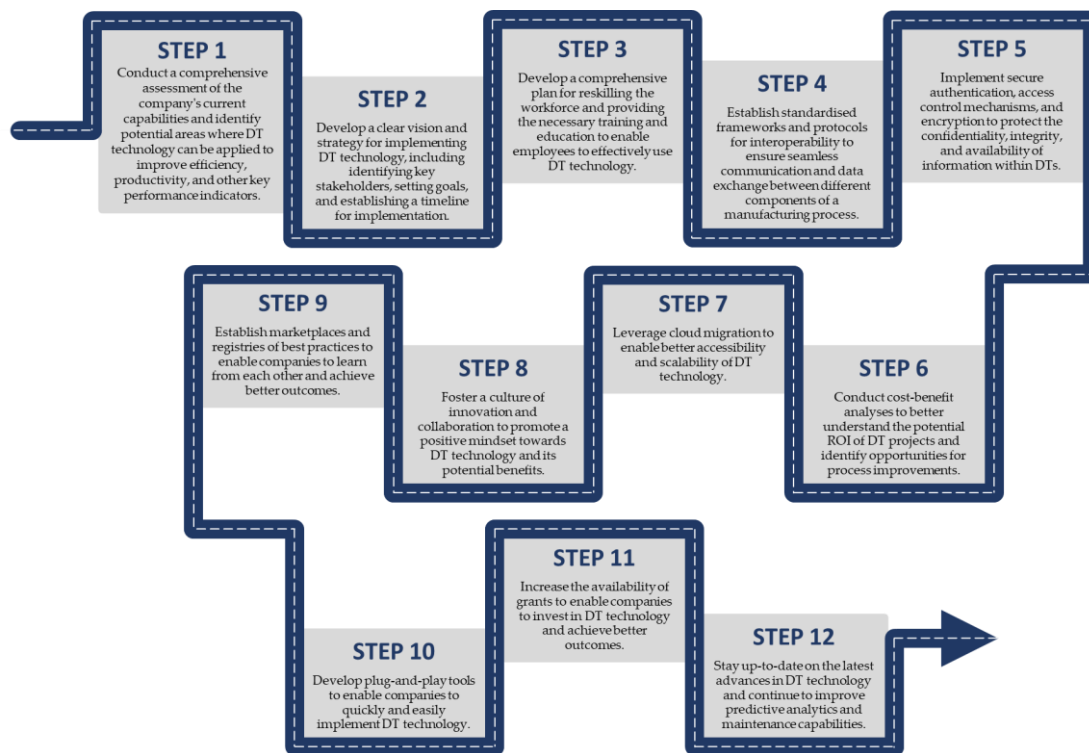 STEP 1
Conduct a comprehensive
assessment of the
company's current
capabilities and identify
potential areas where DT
technology can be applied to
improve efficiency,
productivity, and other key
performance indicators.
STEP 2
Develop a clear vision and
strategy for implementing
DT technology, including
identifying key
stakeholders, setting goals,
and establishing a timeline
for implementation.
STEP 3
Develop a comprehensive
plan for reskilling the
workforce and providing
the necessary training and
education to enable
employees to effectively use
DT technology.
STEP 4
Establish standardised
frameworks and protocols
for interoperability to
ensure seamless
communication and data
exchange between different
components of a
manufacturing process.
STEP 5
Implement secure
authentication, access
control mechanisms, and
encryption to protect the
confidentiality, integrity,
and availability of
information within DTs.
STEP 6
Conduct cost-benefit
analyses to better
understand the potential
ROI of DT projects and
identify opportunities for
process improvements.
STEP 7
Leverage cloud migration to
enable better accessibility
and scalability of DT
technology.
STEP 8
Foster a culture of
innovation and
collaboration to promote a
positive mindset towards
DT technology and its
potential benefits.
STEP 9
Establish marketplaces and
registries of best practices to
enable companies to learn
from each other and achieve
better outcomes.
STEP 10
Develop plug-and-play tools
to enable companies to
quickly and easily
implement DT technology.
STEP 11
Increase the availability of
grants to enable companies
to invest in DT technology
and achieve better
outcomes.
STEP 12
Stay up-to-date on the latest
advances in DT technology
and continue to improve
predictive analytics and
maintenance capabilities.